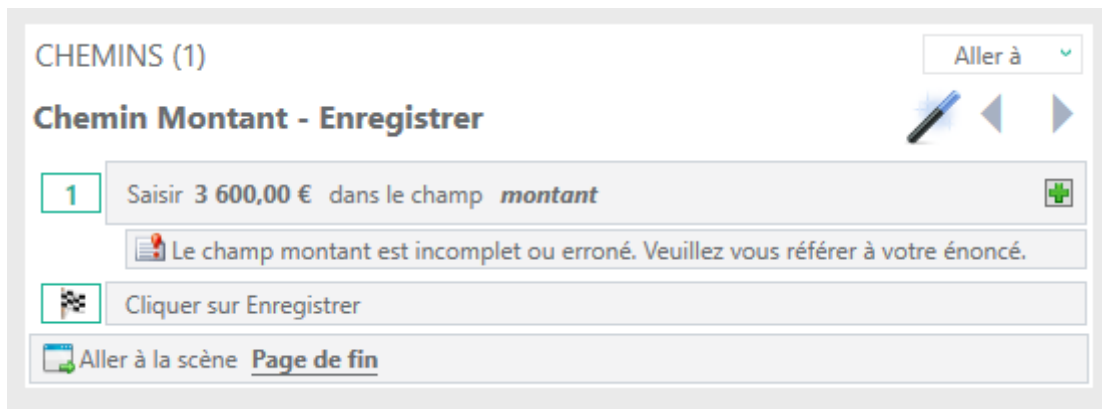 CHEMINS (1)
Aller à
Chemin Montant - Enregistrer
1 Saisir 3 600,00 € dans le champ montant
Le champ montant est incomplet ou erroné. Veuillez vous référer à votre énoncé.
Cliquer sur Enregistrer
Aller à la scène Page de fin